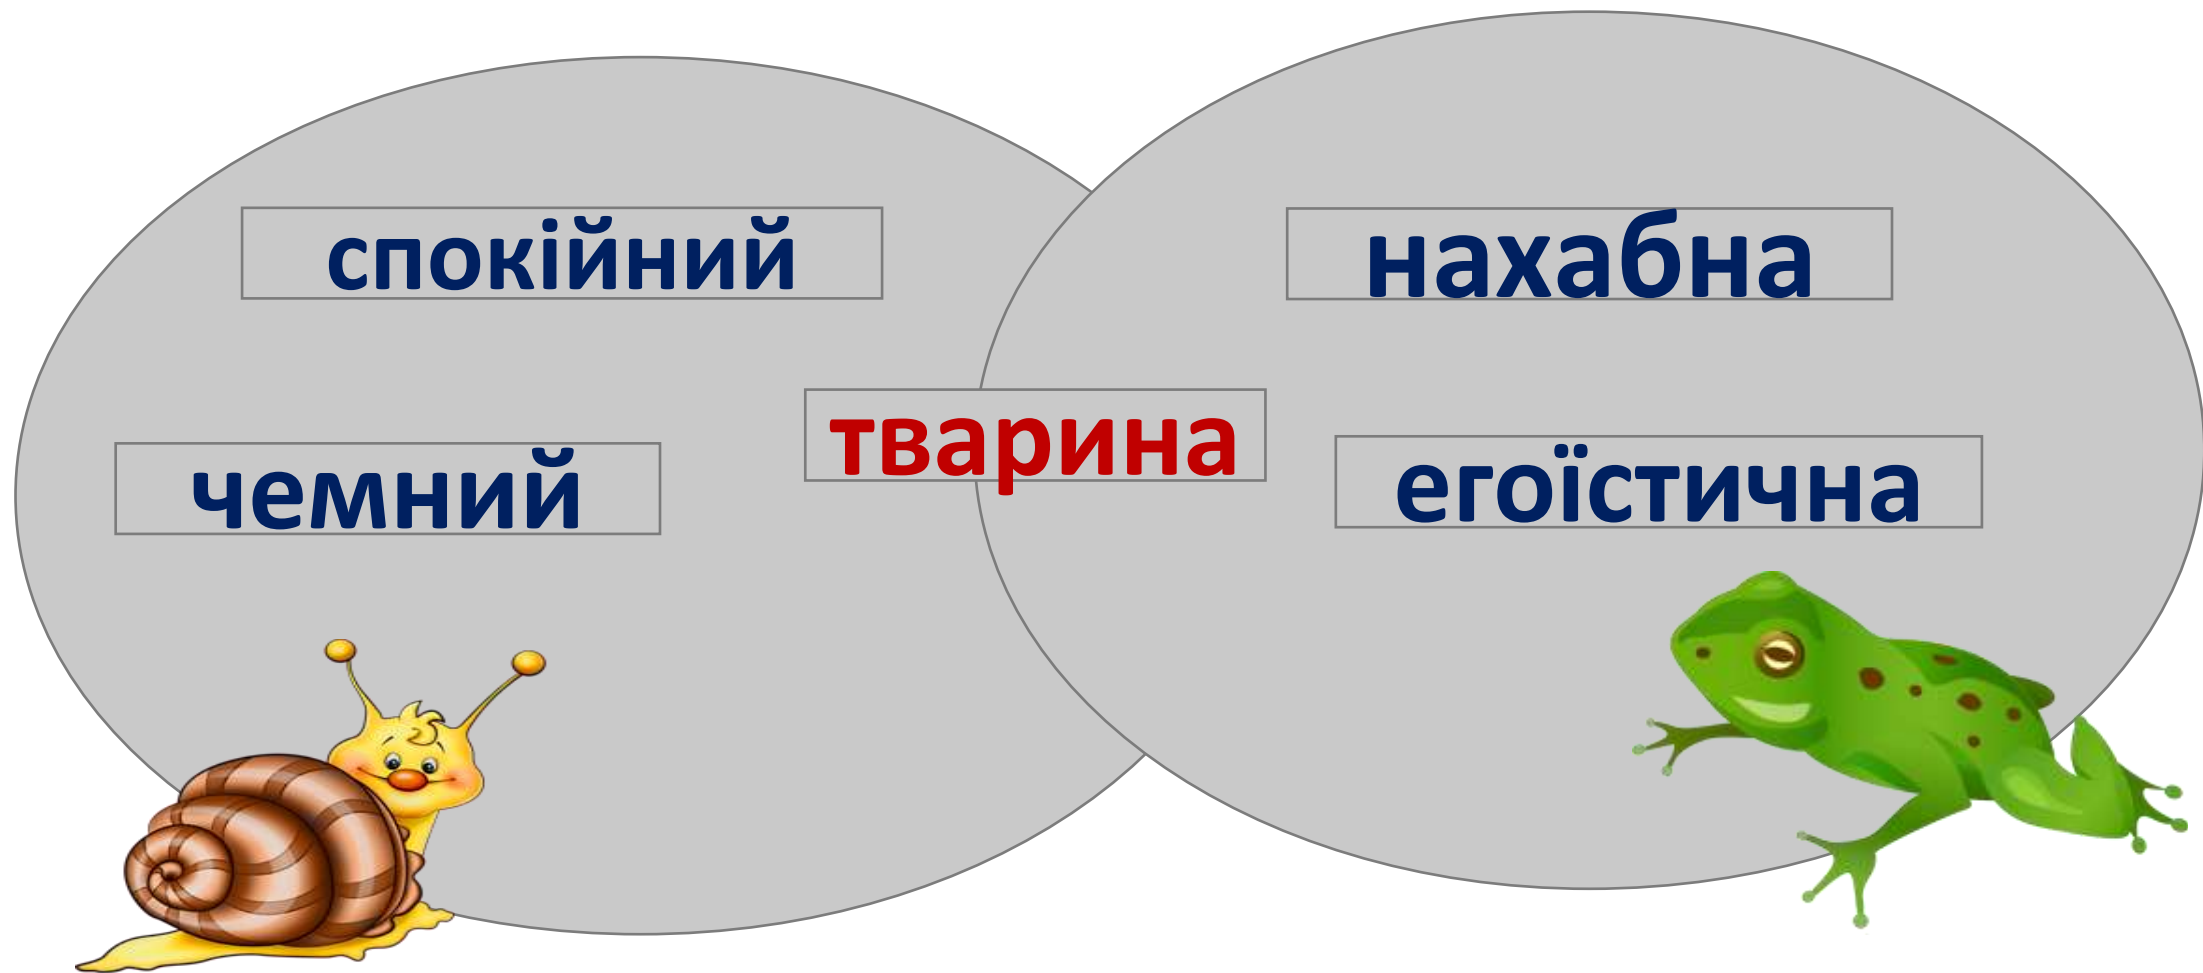 спокійний
нахабна
тварина
чемний
егоїстична